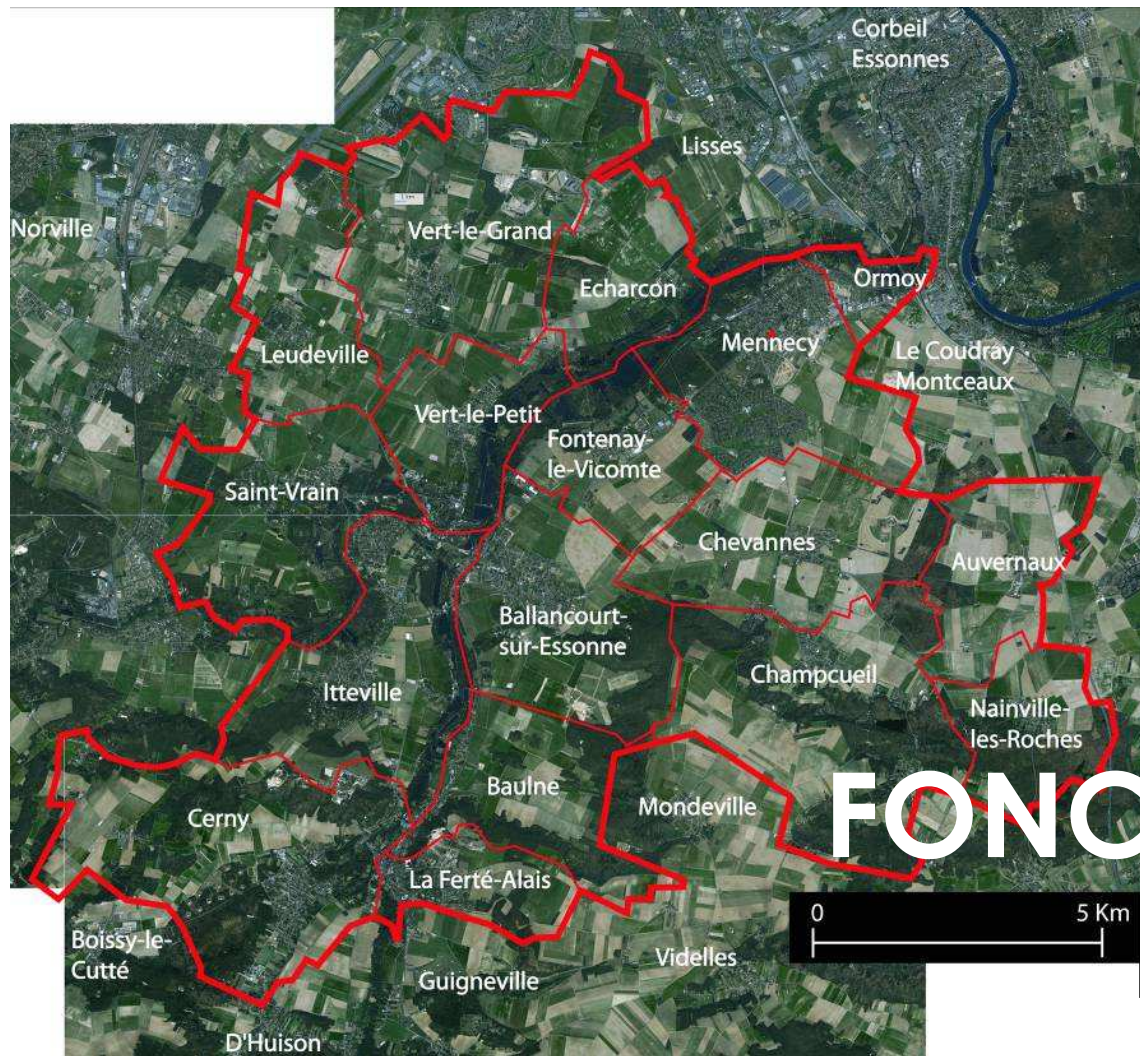 Corbeil
Essonnes
Lisses
Norville
Vert-le-Grand
Echarcon
Ormoy
Mennecy
Leudeville
Le Coudray
Montceaux
Vert-le-Petit
Fontenay-
le-Vicomte
Saint-Vrain
Chevannes
Auvernaux
Ballancourt-
sur-Essonne
Champcueil
Itteville
Nainville-
les-Roches
Baulne
Mondeville
FONC
Cerny
La Ferté-Alais
0 5 Km
Boissy-le-
Cutté
Videlles
Guigneville
D'Huison